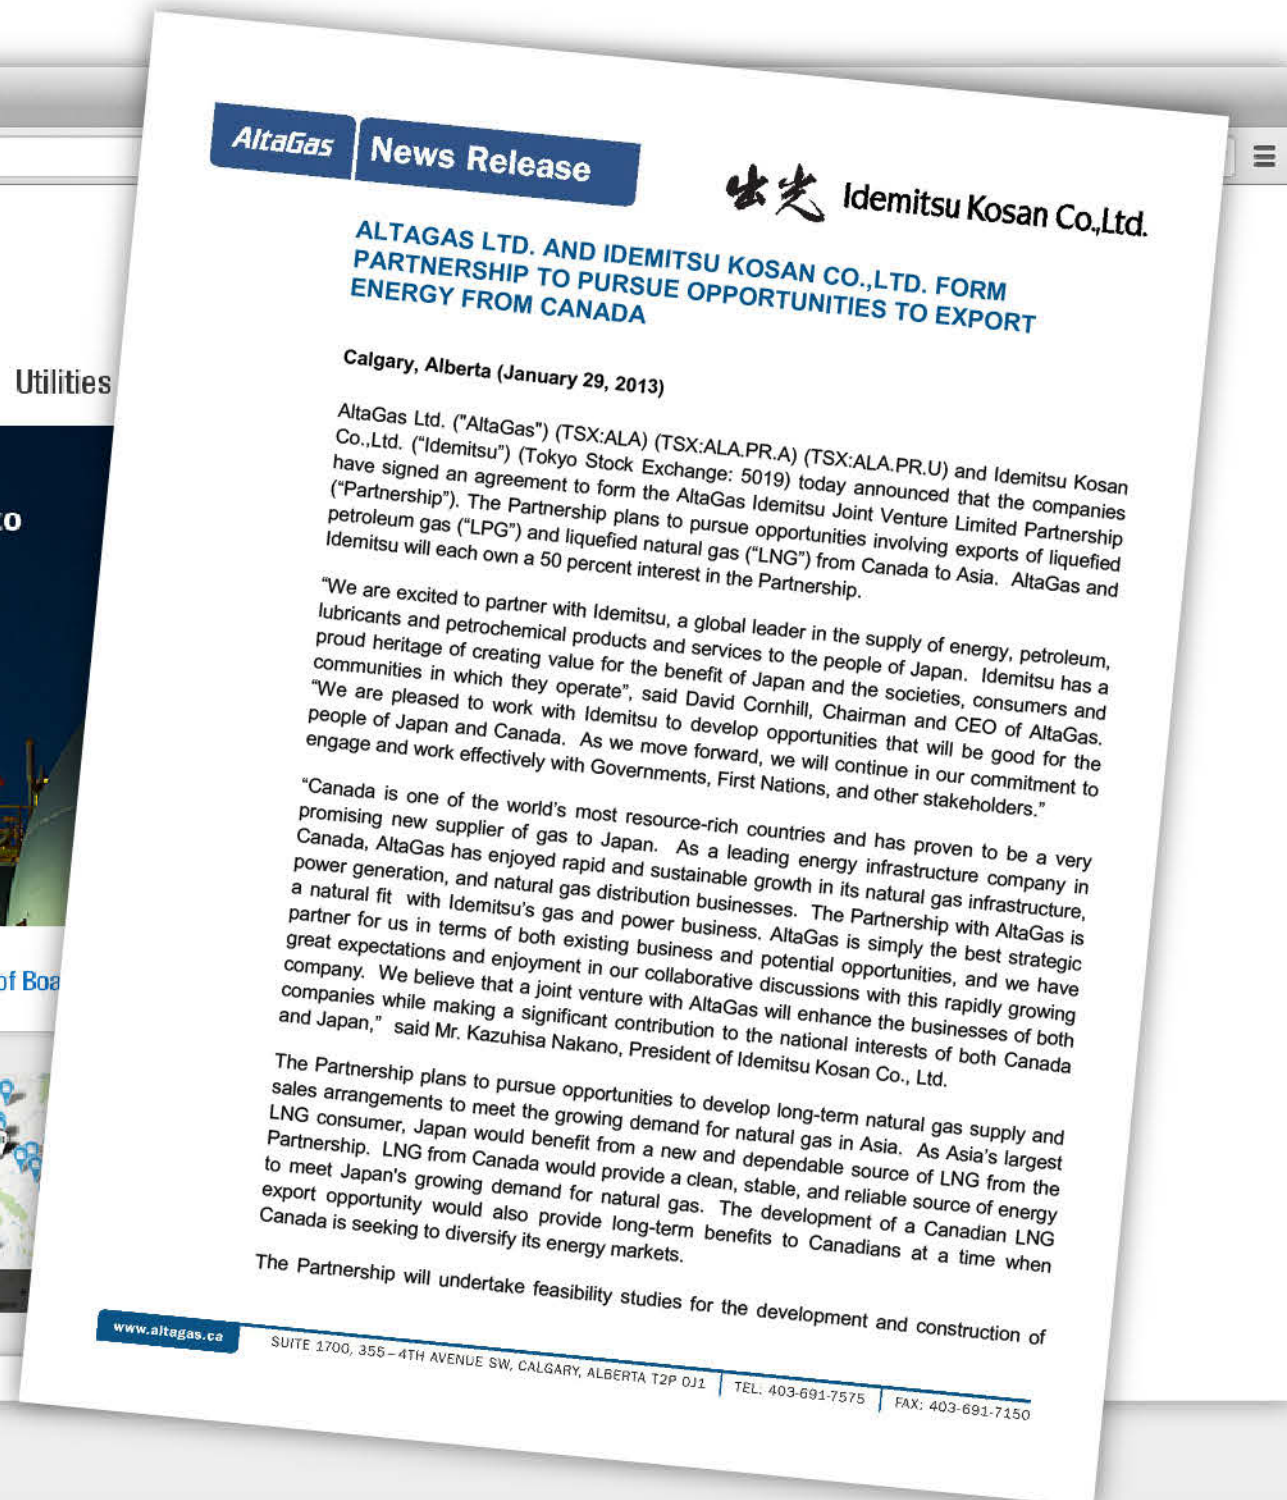 AltaGas
News Release
出光 Idemitsu Kosan Co.,Ltd.
ALTAGAS LTD. AND IDEMITSU KOSAN CO.,LTD. FORM
PARTNERSHIP TO PURSUE OPPORTUNITIES TO EXPORT
ENERGY FROM CANADA
Calgary, Alberta (January 29, 2013)
AltaGas Ltd. ("AltaGas") (TSX:ALA) (TSX:ALA.PR.A) (TSX:ALA.PR.U) and Idemitsu Kosan
Co.,Ltd. (“Idemitsu”) (Tokyo Stock Exchange: 5019) today announced that the companies
have signed an agreement to form the AltaGas Idemitsu Joint Venture Limited Partnership
(“Partnership”). The Partnership plans to pursue opportunities involving exports of liquefied
petroleum gas (“LPG”) and liquefied natural gas (“LNG”) from Canada to Asia. AltaGas and
Idemitsu will each own a 50 percent interest in the Partnership.
“We are excited to partner with Idemitsu, a global leader in the supply of energy, petroleum,
lubricants and petrochemical products and services to the people of Japan. Idemitsu has a
proud heritage of creating value for the benefit of Japan and the societies, consumers and
communities in which they operate”, said David Cornhill, Chairman and CEO of AltaGas.
“We are pleased to work with Idemitsu to develop opportunities that will be good for the
people of Japan and Canada. As we move forward, we will continue in our commitment to
engage and work effectively with Governments, First Nations, and other stakeholders.”
“Canada is one of the world’s most resource-rich countries and has proven to be a very
promising new supplier of gas to Japan. As a leading energy infrastructure company in
Canada, AltaGas has enjoyed rapid and sustainable growth in its natural gas infrastructure,
power generation, and natural gas distribution businesses. The Partnership with AltaGas is
a natural fit with Idemitsu’s gas and power business. AltaGas is simply the best strategic
partner for us in terms of both existing business and potential opportunities, and we have
great expectations and enjoyment in our collaborative discussions with this rapidly growing
company. We believe that a joint venture with AltaGas will enhance the businesses of both
companies while making a significant contribution to the national interests of both Canada
and Japan,” said Mr. Kazuhisa Nakano, President of Idemitsu Kosan Co., Ltd.
The Partnership plans to pursue opportunities to develop long-term natural gas supply and
sales arrangements to meet the growing demand for natural gas in Asia. As Asia’s largest
LNG consumer, Japan would benefit from a new and dependable source of LNG from the
Partnership. LNG from Canada would provide a clean, stable, and reliable source of energy
to meet Japan's growing demand for natural gas. The development of a Canadian LNG
export opportunity would also provide long-term benefits to Canadians at a time when
Canada is seeking to diversify its energy markets.
The Partnership will undertake feasibility studies for the development and construction of
www.altagas.ca
SUITE 1700, 355 – 4TH AVENUE SW, CALGARY, ALBERTA T2P 0J1
TEL: 403-691-7575
FAX: 403-691-7150
Utilities
to
of Boa